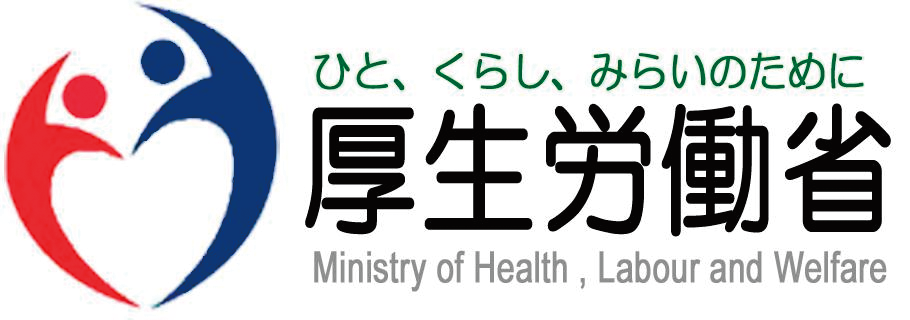 ひと、くらし、みらいのために
厚生労働省
Ministry of Health , Labour and Welfare